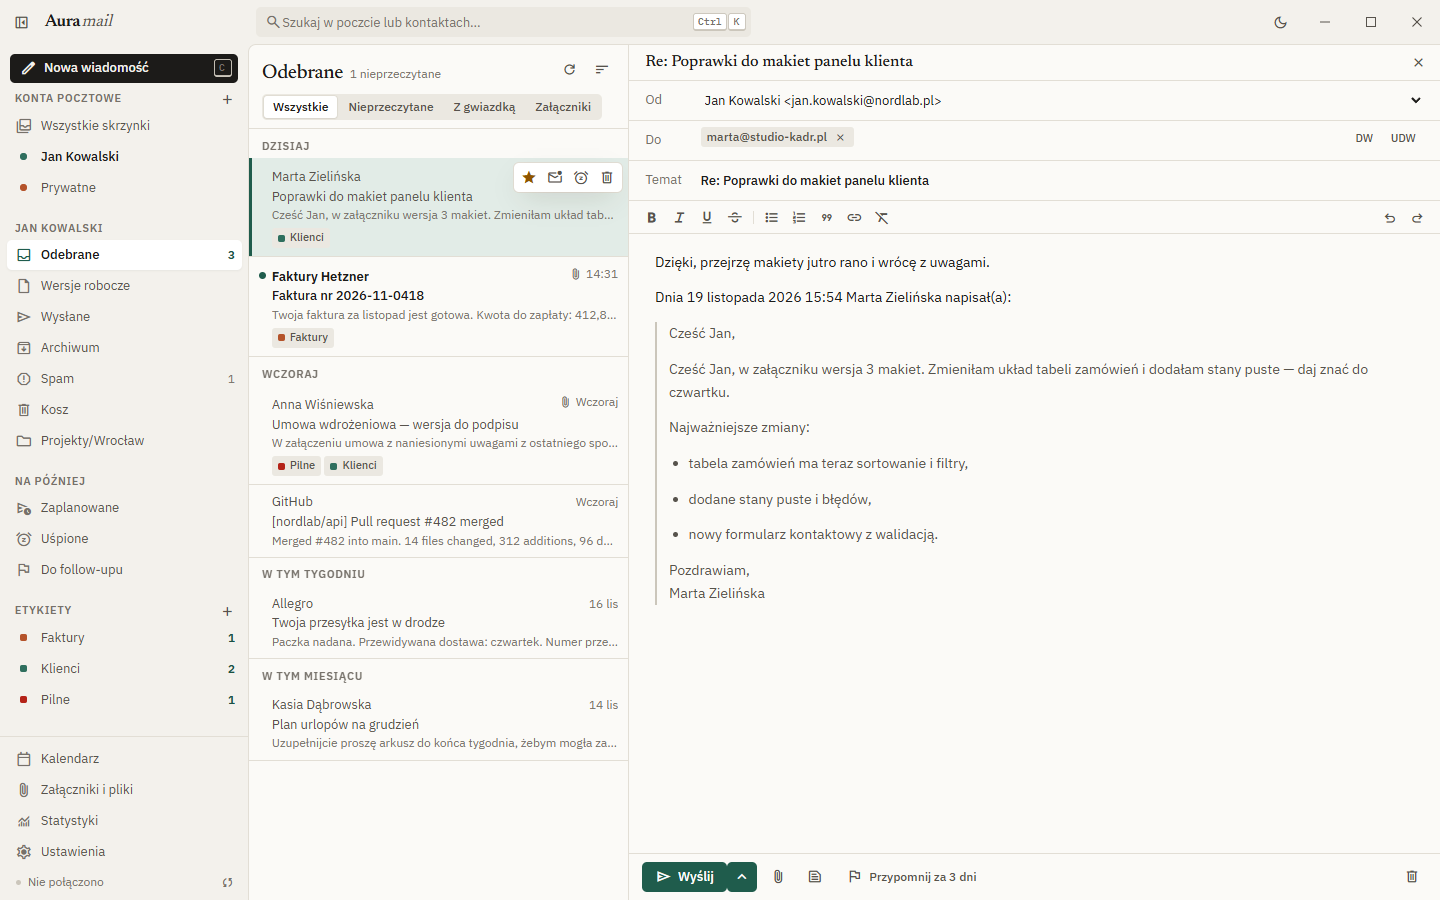 Aura mail
Szukaj w poczcie lub kontaktach...
Ctrl K
Nowa wiadomość
C
KONTA POCZTOWE
Wszystkie skrzynki
Jan Kowalski
Prywatne
JAN KOWALSKI
Odebrane 3
Wersje robocze
Wysłane
Archiwum
Spam 1
Kosz
Projekty/Wrocław
NA PÓŹNIEJ
Zaplanowane
Uśpione
Do follow-upu
ETYKIETY
Faktury 1
Klienci 2
Pilne 1
Kalendarz
Załączniki i pliki
Statystyki
Ustawienia
Nie połączono
Odebrane 1 nieprzeczytane
Wszystkie Nieprzeczytane Z gwiazdką Załączniki
DZISIAJ
Marta Zielińska
Poprawki do makiet panelu klienta
Cześć Jan, w załączniku wersja 3 makiet. Zmieniłam układ tab...
Klienci
Faktury Hetzner 14:31
Faktura nr 2026-11-0418
Twoja faktura za listopad jest gotowa. Kwota do zapłaty: 412,8...
Faktury
WCZORAJ
Anna Wiśniewska Wczoraj
Umowa wdrożeniowa — wersja do podpisu
W załączeniu umowa z naniesionymi uwagami z ostatniego spo...
Pilne Klienci
GitHub Wczoraj
[nordlab/api] Pull request #482 merged
Merged #482 into main. 14 files changed, 312 additions, 96 d...
W TYM TYGODNIU
Allegro 16 lis
Twoja przesyłka jest w drodze
Paczka nadana. Przewidywana dostawa: czwartek. Numer prze...
W TYM MIESIĄCU
Kasia Dąbrowska 14 lis
Plan urlopów na grudzień
Uzupełnijcie proszę arkusz do końca tygodnia, żebym mogła za...
Re: Poprawki do makiet panelu klienta
Od Jan Kowalski <jan.kowalski@nordlab.pl>
Do marta@studio-kadr.pl DW UDW
Temat Re: Poprawki do makiet panelu klienta
Dzięki, przejrzę makiety jutro rano i wrócę z uwagami.
Dnia 19 listopada 2026 15:54 Marta Zielińska napisał(a):
Cześć Jan,
Cześć Jan, w załączniku wersja 3 makiet. Zmieniłam układ tabeli zamówień i dodałam stany puste — daj znać do
czwartku.
Najważniejsze zmiany:
• tabela zamówień ma teraz sortowanie i filtry,
• dodane stany puste i błędów,
• nowy formularz kontaktowy z walidacją.
Pozdrawiam,
Marta Zielińska
Wyślij
Przypomnij za 3 dni